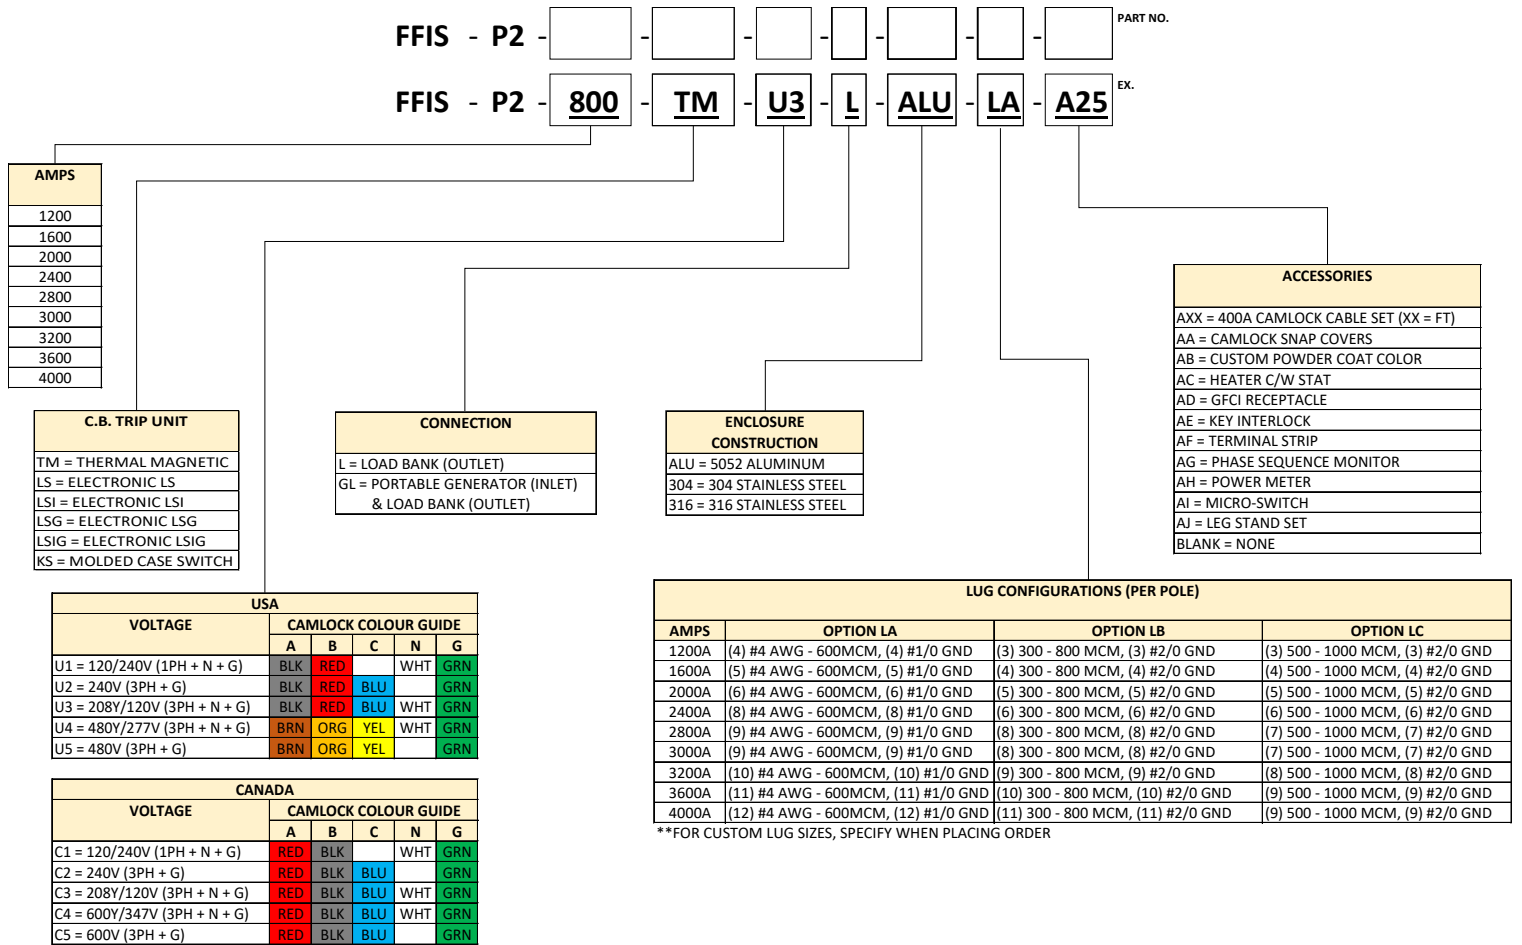 FFIS - P2 - - - - - - - PART NO.
FFIS - P2 - 800 - TM - U3 - L - ALU - LA - A25 EX.
AMPS
1200
1600
2000
2400
2800
3000
3200
3600
4000
C.B. TRIP UNIT
TM = THERMAL MAGNETIC
LS = ELECTRONIC LS
LSI = ELECTRONIC LSI
LSG = ELECTRONIC LSG
LSIG = ELECTRONIC LSIG
KS = MOLDED CASE SWITCH
CONNECTION
L = LOAD BANK (OUTLET)
GL = PORTABLE GENERATOR (INLET)
& LOAD BANK (OUTLET)
ENCLOSURE
CONSTRUCTION
ALU = 5052 ALUMINUM
304 = 304 STAINLESS STEEL
316 = 316 STAINLESS STEEL
ACCESSORIES
AXX = 400A CAMLOCK CABLE SET (XX = FT)
AA = CAMLOCK SNAP COVERS
AB = CUSTOM POWDER COAT COLOR
AC = HEATER C/W STAT
AD = GFCI RECEPTACLE
AE = KEY INTERLOCK
AF = TERMINAL STRIP
AG = PHASE SEQUENCE MONITOR
AH = POWER METER
AI = MICRO-SWITCH
AJ = LEG STAND SET
BLANK = NONE
USA
VOLTAGE CAMLOCK COLOUR GUIDE
A B C N G
U1 = 120/240V (1PH + N + G) BLK RED WHT GRN
U2 = 240V (3PH + G) BLK RED BLU GRN
U3 = 208Y/120V (3PH + N + G) BLK RED BLU WHT GRN
U4 = 480Y/277V (3PH + N + G) BRN ORG YEL WHT GRN
U5 = 480V (3PH + G) BRN ORG YEL GRN
CANADA
VOLTAGE CAMLOCK COLOUR GUIDE
A B C N G
C1 = 120/240V (1PH + N + G) RED BLK WHT GRN
C2 = 240V (3PH + G) RED BLK BLU GRN
C3 = 208Y/120V (3PH + N + G) RED BLK BLU WHT GRN
C4 = 600Y/347V (3PH + N + G) RED BLK BLU WHT GRN
C5 = 600V (3PH + G) RED BLK BLU GRN
LUG CONFIGURATIONS (PER POLE)
AMPS OPTION LA OPTION LB OPTION LC
1200A (4) #4 AWG - 600MCM, (4) #1/0 GND (3) 300 - 800 MCM, (3) #2/0 GND (3) 500 - 1000 MCM, (3) #2/0 GND
1600A (5) #4 AWG - 600MCM, (5) #1/0 GND (4) 300 - 800 MCM, (4) #2/0 GND (4) 500 - 1000 MCM, (4) #2/0 GND
2000A (6) #4 AWG - 600MCM, (6) #1/0 GND (5) 300 - 800 MCM, (5) #2/0 GND (5) 500 - 1000 MCM, (5) #2/0 GND
2400A (8) #4 AWG - 600MCM, (8) #1/0 GND (6) 300 - 800 MCM, (6) #2/0 GND (6) 500 - 1000 MCM, (6) #2/0 GND
2800A (9) #4 AWG - 600MCM, (9) #1/0 GND (8) 300 - 800 MCM, (8) #2/0 GND (7) 500 - 1000 MCM, (7) #2/0 GND
3000A (9) #4 AWG - 600MCM, (9) #1/0 GND (8) 300 - 800 MCM, (8) #2/0 GND (7) 500 - 1000 MCM, (7) #2/0 GND
3200A (10) #4 AWG - 600MCM, (10) #1/0 GND (9) 300 - 800 MCM, (9) #2/0 GND (8) 500 - 1000 MCM, (8) #2/0 GND
3600A (11) #4 AWG - 600MCM, (11) #1/0 GND (10) 300 - 800 MCM, (10) #2/0 GND (9) 500 - 1000 MCM, (9) #2/0 GND
4000A (12) #4 AWG - 600MCM, (12) #1/0 GND (11) 300 - 800 MCM, (11) #2/0 GND (9) 500 - 1000 MCM, (9) #2/0 GND
**FOR CUSTOM LUG SIZES, SPECIFY WHEN PLACING ORDER